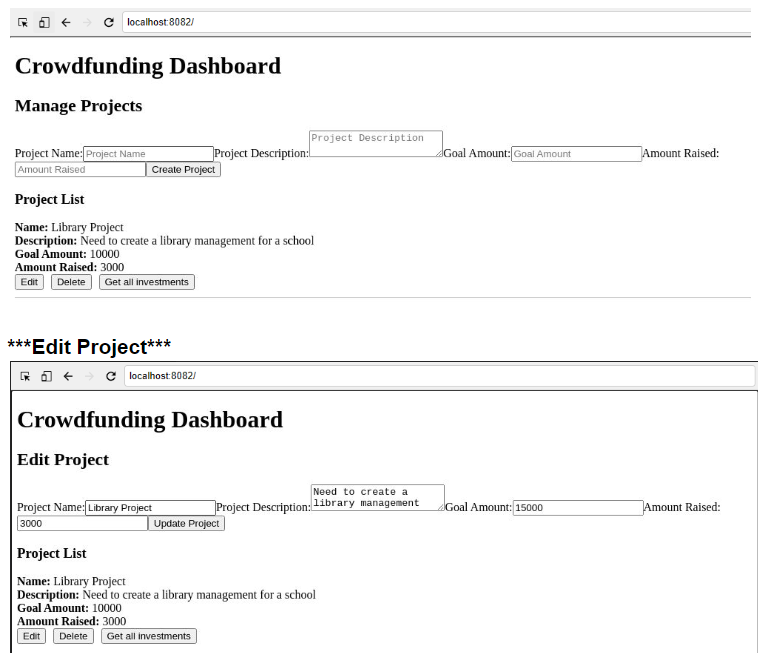 localhost:8082/
Crowdfunding Dashboard
Manage Projects
Project Name: Project Name Project Description: Project Description Goal Amount: Goal Amount Amount Raised:
Amount Raised Create Project
Project List
Name: Library Project
Description: Need to create a library management for a school
Goal Amount: 10000
Amount Raised: 3000
Edit Delete Get all investments
***Edit Project***
localhost:8082/
Crowdfunding Dashboard
Edit Project
Project Name: Library Project Project Description: Need to create a library management Goal Amount: 15000 Amount Raised:
3000 Update Project
Project List
Name: Library Project
Description: Need to create a library management for a school
Goal Amount: 10000
Amount Raised: 3000
Edit Delete Get all investments